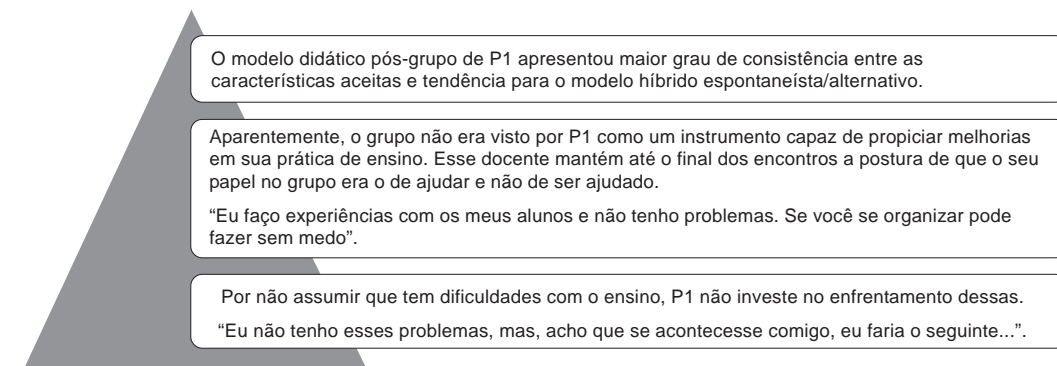 O modelo didático pós-grupo de P1 apresentou maior grau de consistência entre as
características aceitas e tendência para o modelo híbrido espontaneísta/alternativo.
Aparentemente, o grupo não era visto por P1 como um instrumento capaz de propiciar melhorias
em sua prática de ensino. Esse docente mantém até o final dos encontros a postura de que o seu
papel no grupo era o de ajudar e não de ser ajudado.
“Eu faço experiências com os meus alunos e não tenho problemas. Se você se organizar pode
fazer sem medo”.
Por não assumir que tem dificuldades com o ensino, P1 não investe no enfrentamento dessas.
“Eu não tenho esses problemas, mas, acho que se acontecesse comigo, eu faria o seguinte...”.